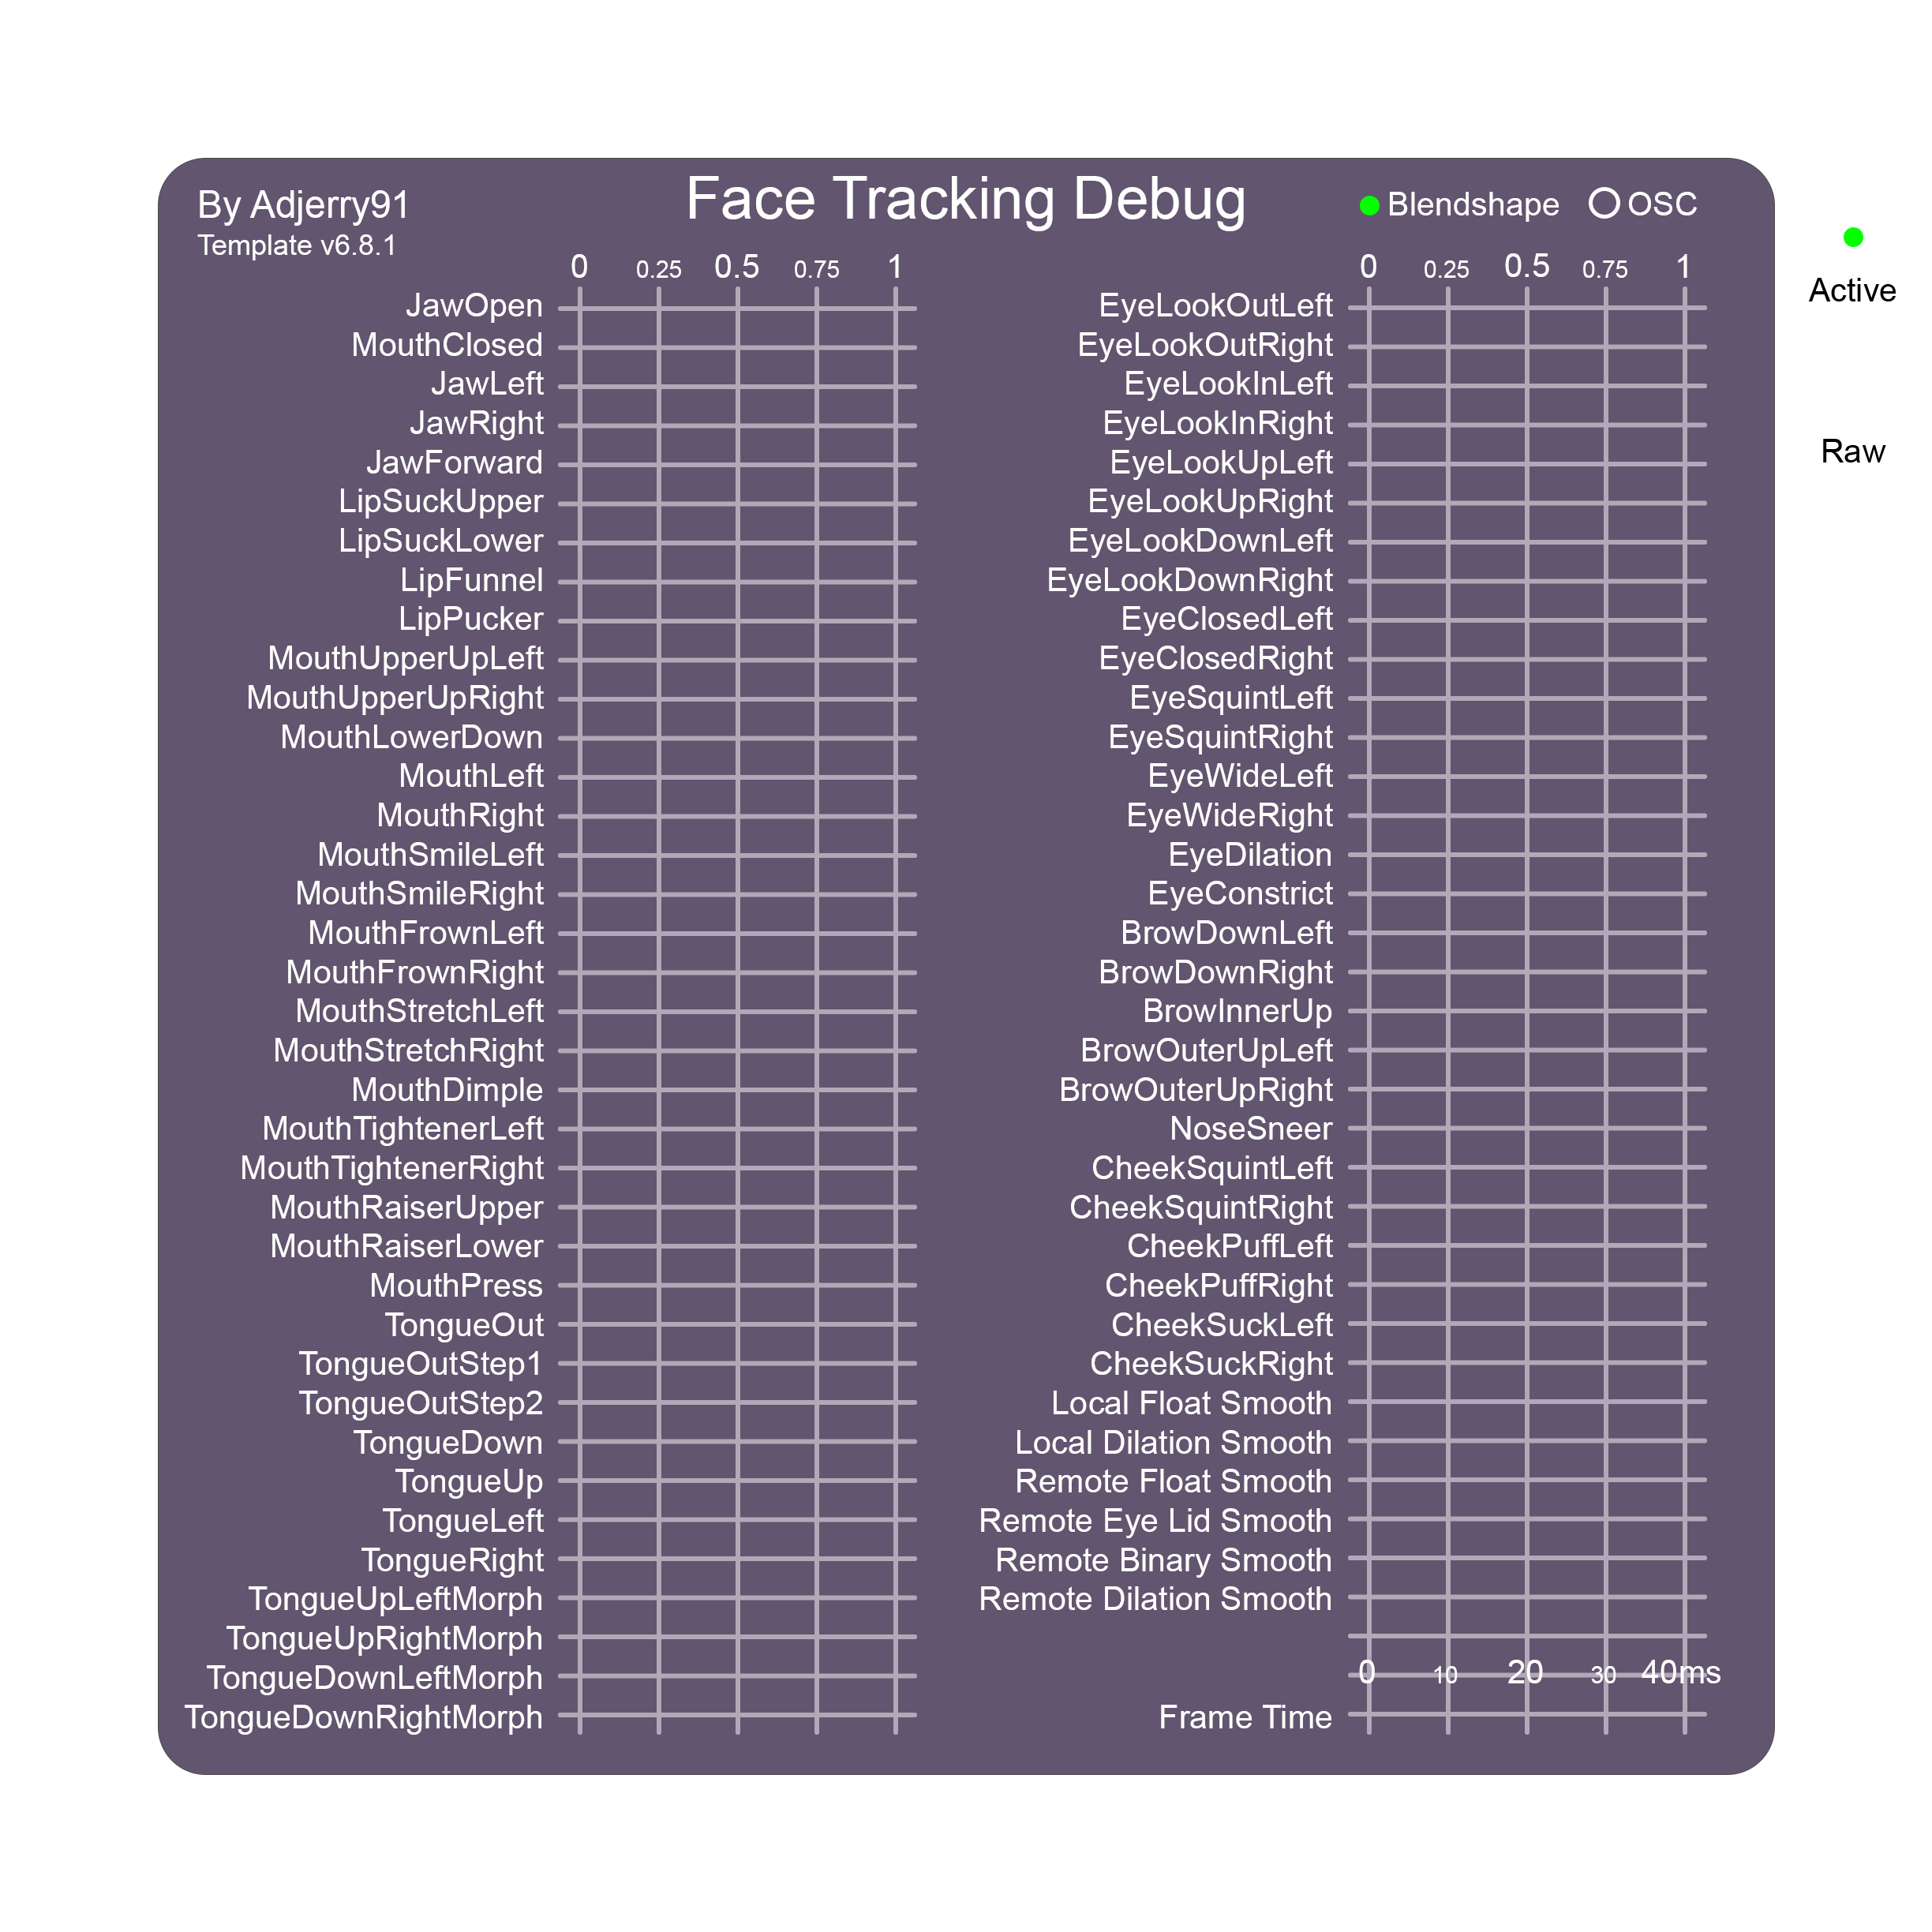 By Adjerry91
Template v6.8.1
Face Tracking Debug
Blendshape
OSC
Active
Raw
0 0.25 0.5 0.75 1
JawOpen
MouthClosed
JawLeft
JawRight
JawForward
LipSuckUpper
LipSuckLower
LipFunnel
LipPucker
MouthUpperUpLeft
MouthUpperUpRight
MouthLowerDown
MouthLeft
MouthRight
MouthSmileLeft
MouthSmileRight
MouthFrownLeft
MouthFrownRight
MouthStretchLeft
MouthStretchRight
MouthDimple
MouthTightenerLeft
MouthTightenerRight
MouthRaiserUpper
MouthRaiserLower
MouthPress
TongueOut
TongueOutStep1
TongueOutStep2
TongueDown
TongueUp
TongueLeft
TongueRight
TongueUpLeftMorph
TongueUpRightMorph
TongueDownLeftMorph
TongueDownRightMorph
0 0.25 0.5 0.75 1
EyeLookOutLeft
EyeLookOutRight
EyeLookInLeft
EyeLookInRight
EyeLookUpLeft
EyeLookUpRight
EyeLookDownLeft
EyeLookDownRight
EyeClosedLeft
EyeClosedRight
EyeSquintLeft
EyeSquintRight
EyeWideLeft
EyeWideRight
EyeDilation
EyeConstrict
BrowDownLeft
BrowDownRight
BrowInnerUp
BrowOuterUpLeft
BrowOuterUpRight
NoseSneer
CheekSquintLeft
CheekSquintRight
CheekPuffLeft
CheekPuffRight
CheekSuckLeft
CheekSuckRight
Local Float Smooth
Local Dilation Smooth
Remote Float Smooth
Remote Eye Lid Smooth
Remote Binary Smooth
Remote Dilation Smooth
0 10 20 30 40ms
Frame Time